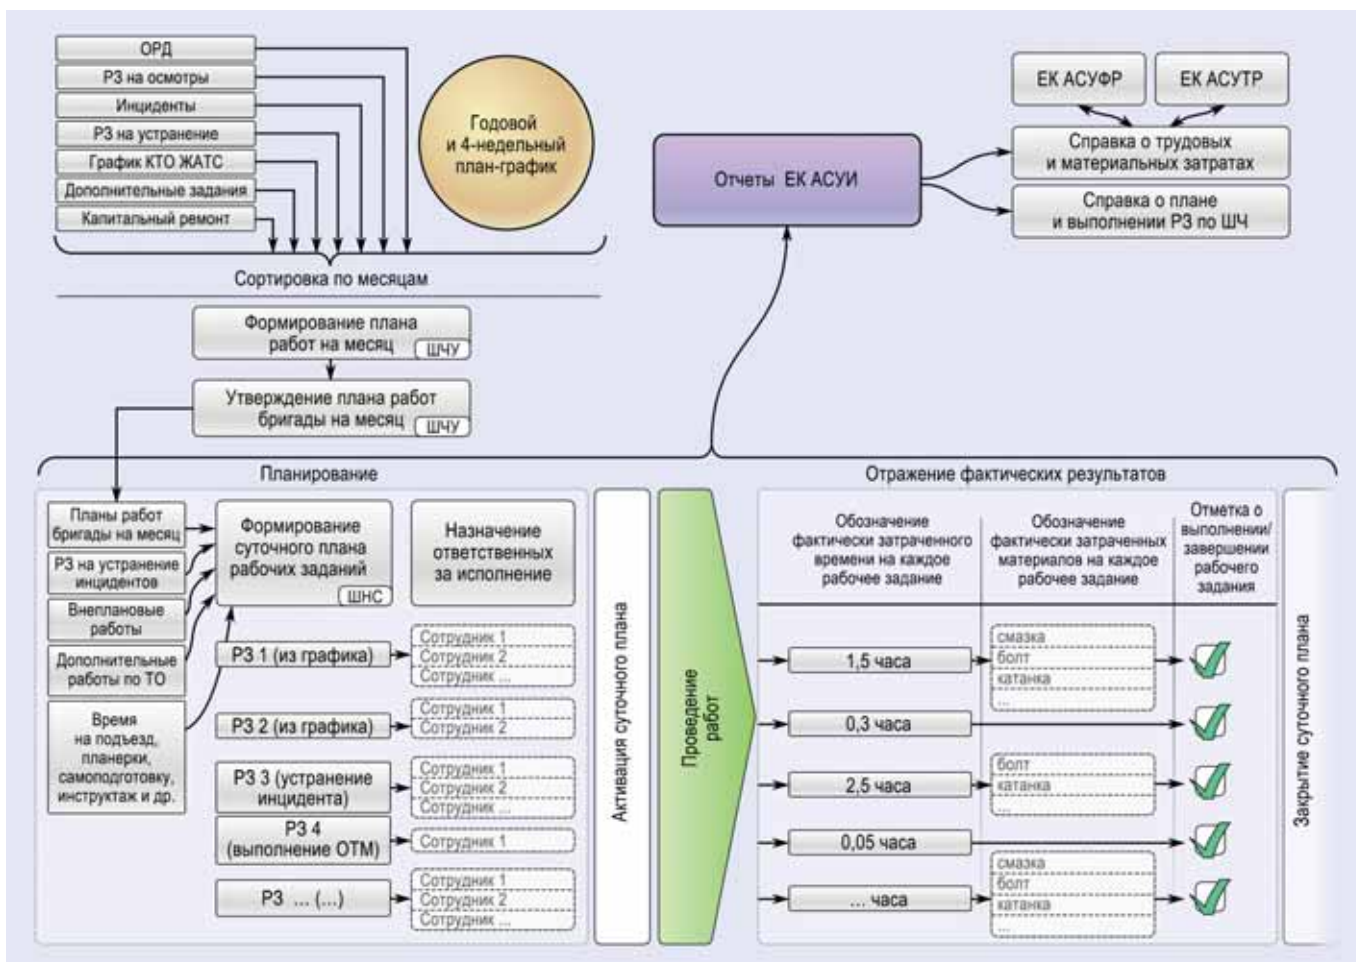 ОРД
РЗ на осмотры
Инциденты
РЗ на устранение
График КТО ЖАТС
Дополнительные задания
Капитальный ремонт
Годовой
и 4-недельный
план-график
Сортировка по месяцам
Формирование плана
работ на месяц
ШЧУ
Утверждение плана работ
бригады на месяц
ШЧУ
Отчеты ЕК АСУИ
ЕК АСУФР
ЕК АСУТР
Справка о трудовых
и материальных затратах
Справка о плане
и выполнении РЗ по ШЧ
Планирование
Планы работ
бригады на месяц
РЗ на устранение
инцидентов
Внеплановые
работы
Дополнительные
работы по ТО
Время
на подъезд,
планерки,
самоподготовку,
инструктаж и др.
Формирование
суточного плана
рабочих заданий
ШНС
Назначение
ответственных
за исполнение
РЗ 1 (из графика)
Сотрудник 1
Сотрудник 2
Сотрудник ...
РЗ 2 (из графика)
Сотрудник 1
Сотрудник 2
РЗ 3 (устранение
инцидента)
Сотрудник 1
Сотрудник 2
Сотрудник ...
РЗ 4
(выполнение ОТМ)
Сотрудник 1
РЗ ... (...)
Сотрудник 1
Сотрудник 2
Сотрудник ...
Активация суточного плана
Проведение
работ
Отражение фактических результатов
Обозначение
фактически затраченного
времени на каждое
рабочее задание
Обозначение
фактически затраченных
материалов на каждое
рабочее задание
Отметка о
выполнении/
завершении
рабочего
задания
1,5 часа
смазка
болт
катанка
...
0,3 часа
2,5 часа
болт
катанка
...
0,05 часа
... часа
смазка
болт
катанка
...
Закрытие суточного плана